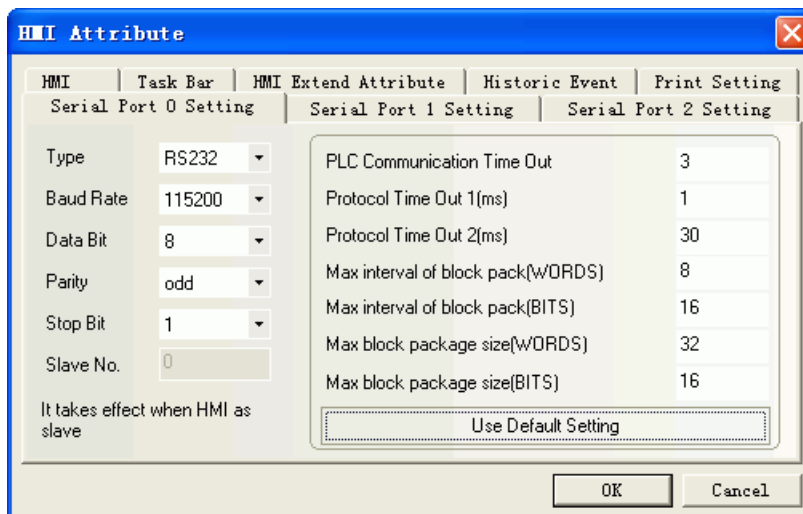 HMI Attribute
HMI
Task Bar
HMI Extend Attribute
Historic Event
Print Setting
Serial Port 0 Setting
Serial Port 1 Setting
Serial Port 2 Setting
Type
RS232
Baud Rate
115200
Data Bit
8
Parity
odd
Stop Bit
1
Slave No.
0
It takes effect when HMI as
slave
PLC Communication Time Out
3
Protocol Time Out 1(ms)
1
Protocol Time Out 2(ms)
30
Max interval of block pack(WORDS)
8
Max interval of block pack(BITS)
16
Max block package size(WORDS)
32
Max block package size(BITS)
16
Use Default Setting
OK
Cancel